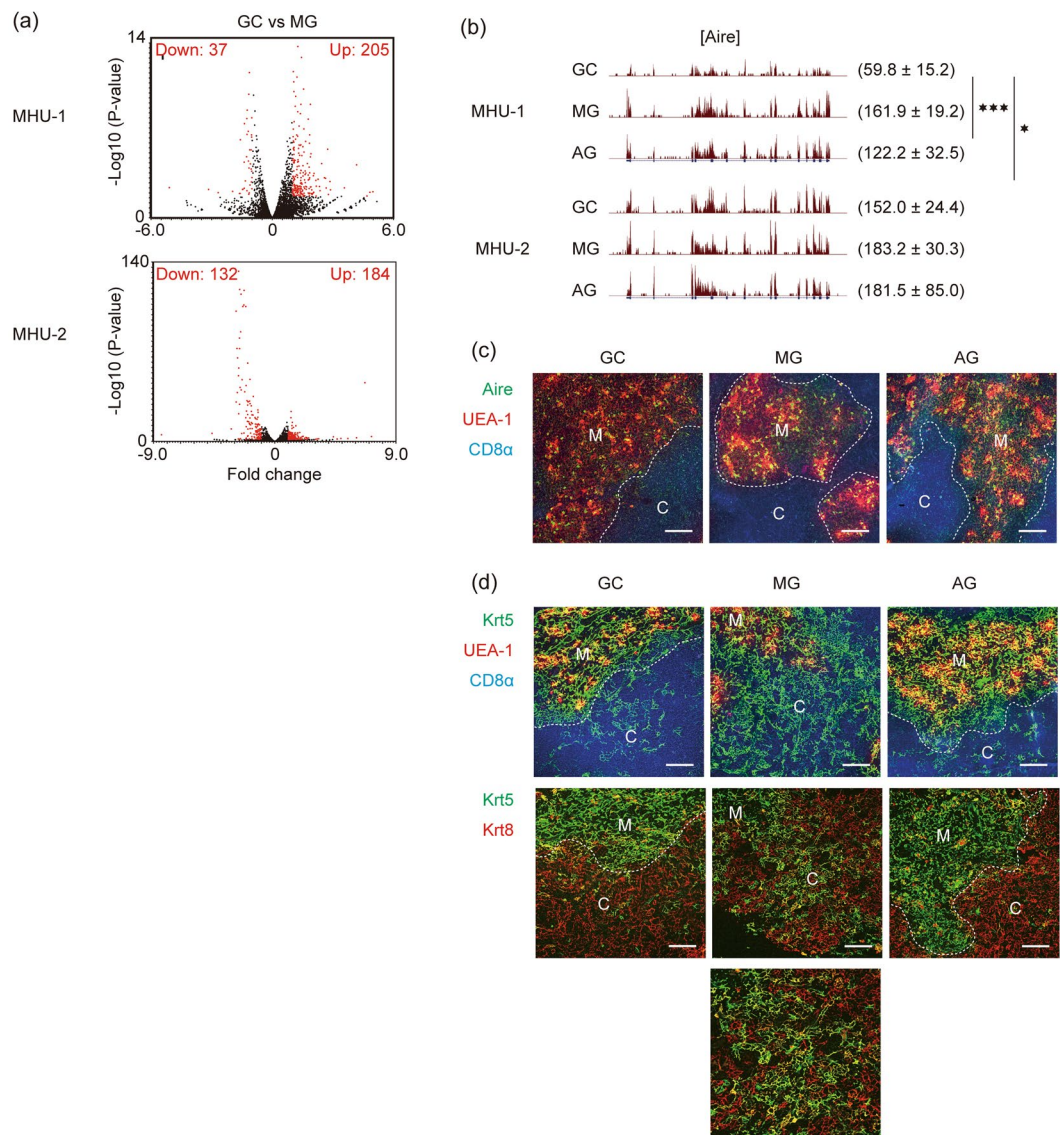 (a)
GC vs MG
MHU-1
14
Down: 37
Up: 205
-Log10 (P-value)
0
-6.0
0
6.0
MHU-2
140
Down: 132
Up: 184
-Log10 (P-value)
0
-9.0
0
9.0
Fold change
(b)
[Aire]
MHU-1
GC
(59.8 ± 15.2)
MG
(161.9 ± 19.2)
AG
(122.2 ± 32.5)
★★★
★
MHU-2
GC
(152.0 ± 24.4)
MG
(183.2 ± 30.3)
AG
(181.5 ± 85.0)
(c)
GC
MG
AG
Aire
UEA-1
CD8α
M
C
M
C
M
C
(d)
GC
MG
AG
Krt5
UEA-1
CD8α
M
C
M
C
M
C
Krt5
Krt8
M
C
M
C
M
C